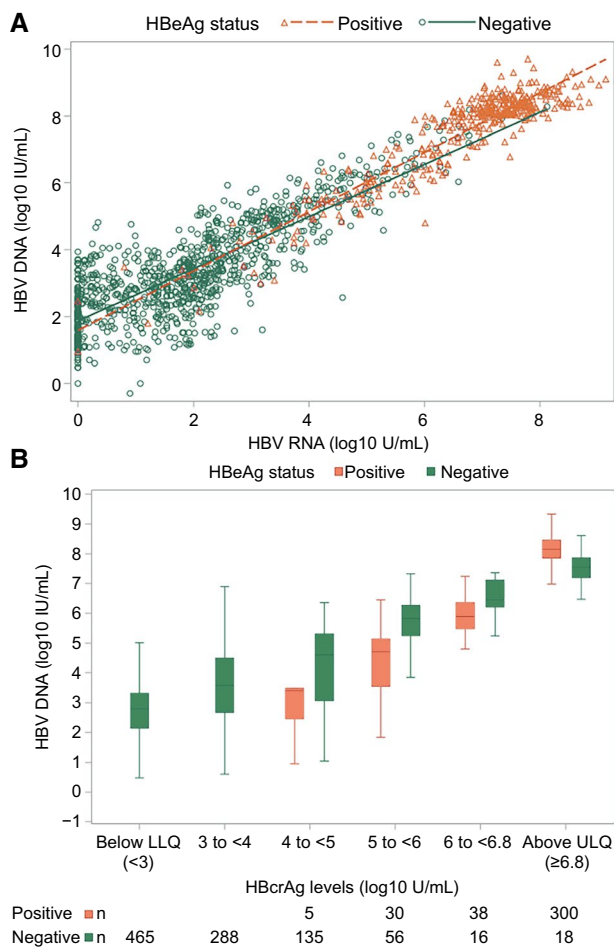 A
HBeAg status Positive Negative
10
8
6
4
2
0
HBV DNA (log10 IU/mL)
0 2 4 6 8
HBV RNA (log10 U/mL)
B
HBeAg status Positive Negative
10
9
8
7
6
5
4
3
2
1
0
−1
HBV DNA (log10 IU/mL)
Below LLQ 3 to <4 4 to <5 5 to <6 6 to <6.8 Above ULQ
(<3) (≥6.8)
HBcrAg levels (log10 U/mL)
Positive n 5 30 38 300
Negative n 465 288 135 56 16 18